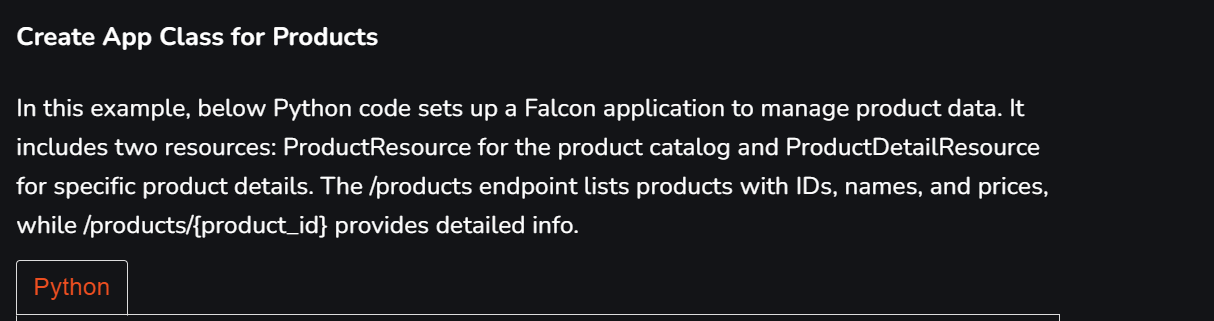 Create App Class for Products
In this example, below Python code sets up a Falcon application to manage product data. It
includes two resources: ProductResource for the product catalog and ProductDetailResource
for specific product details. The /products endpoint lists products with IDs, names, and prices,
while /products/{product_id} provides detailed info.
Python